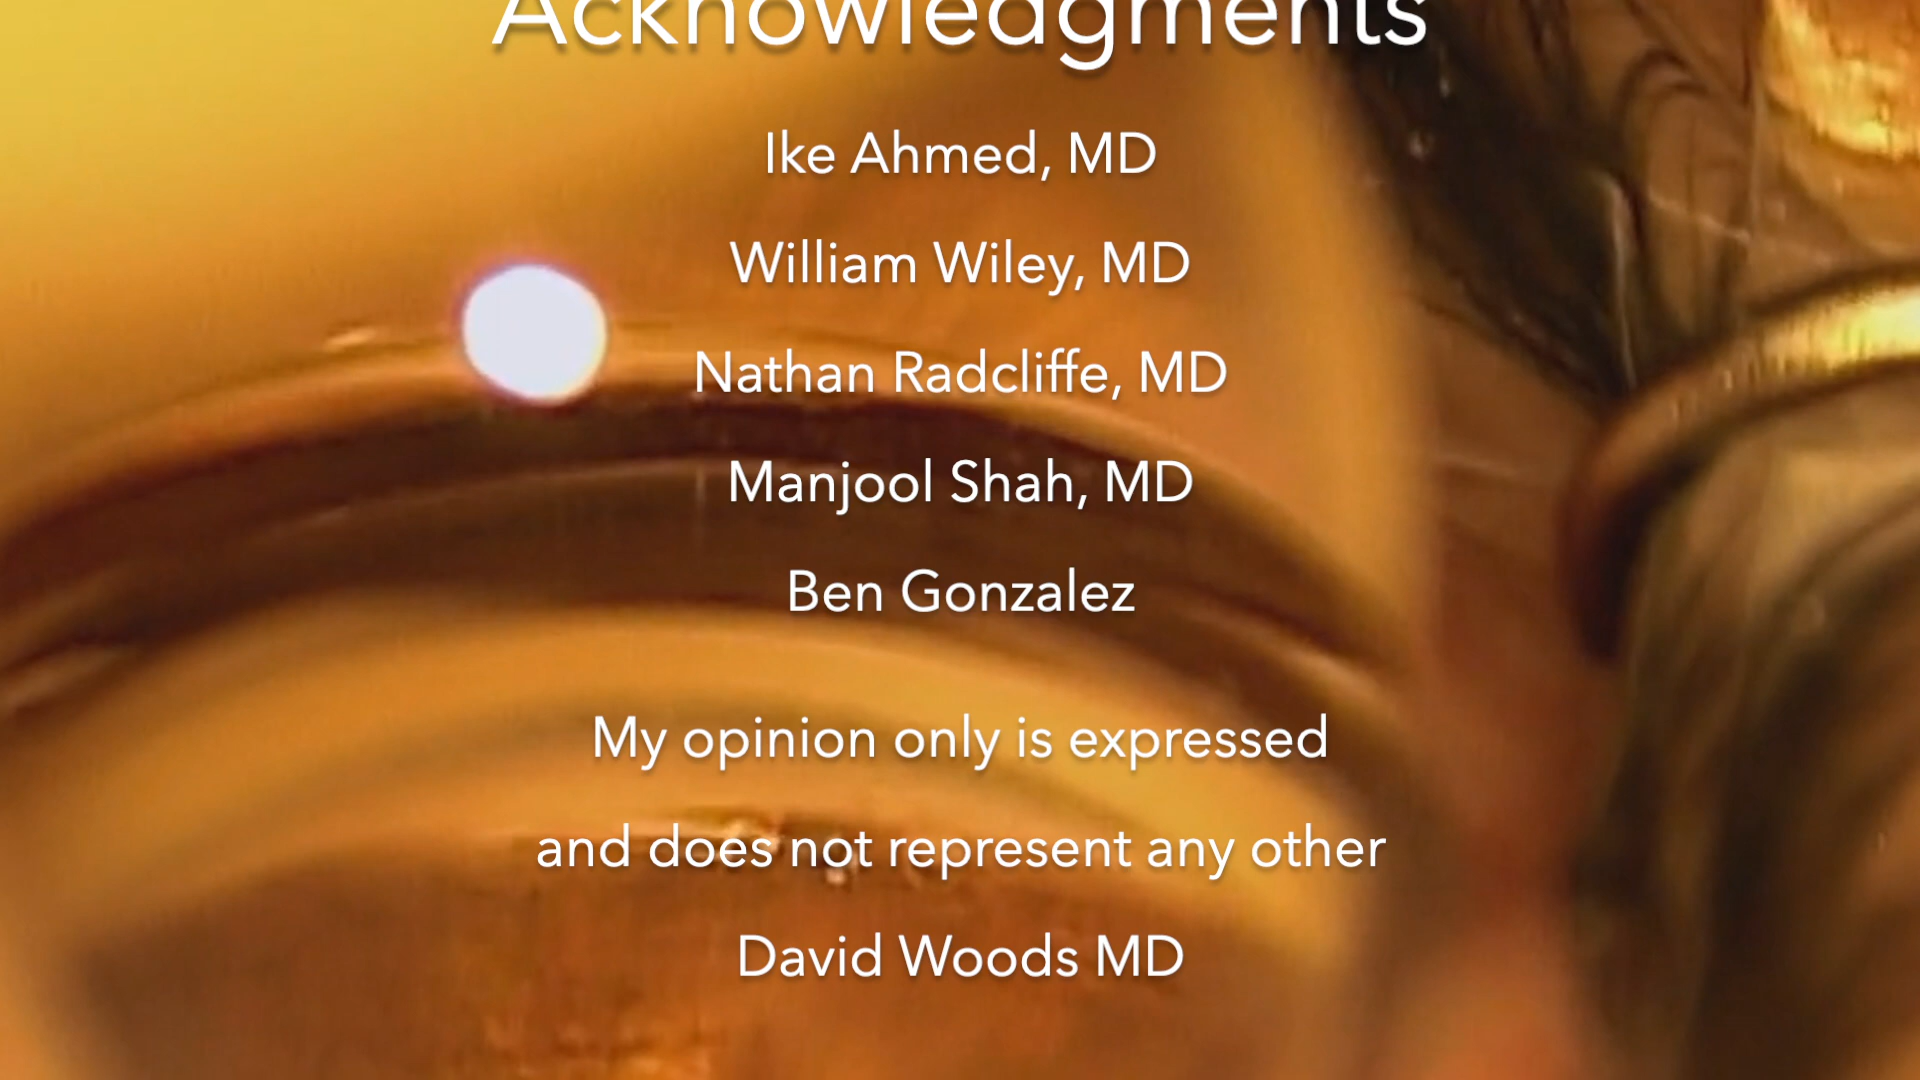 Acknowledgments
Ike Ahmed, MD
William Wiley, MD
Nathan Radcliffe, MD
Manjool Shah, MD
Ben Gonzalez
My opinion only is expressed
and does not represent any other
David Woods MD